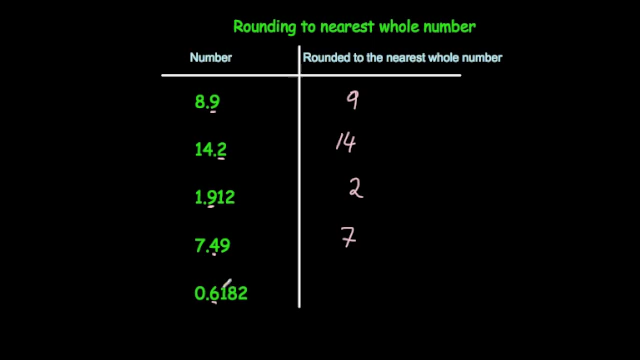 Rounding to nearest whole number
Number Rounded to the nearest whole number
8.9 9
14.2 14
1.912 2
7.49 7
0.6182